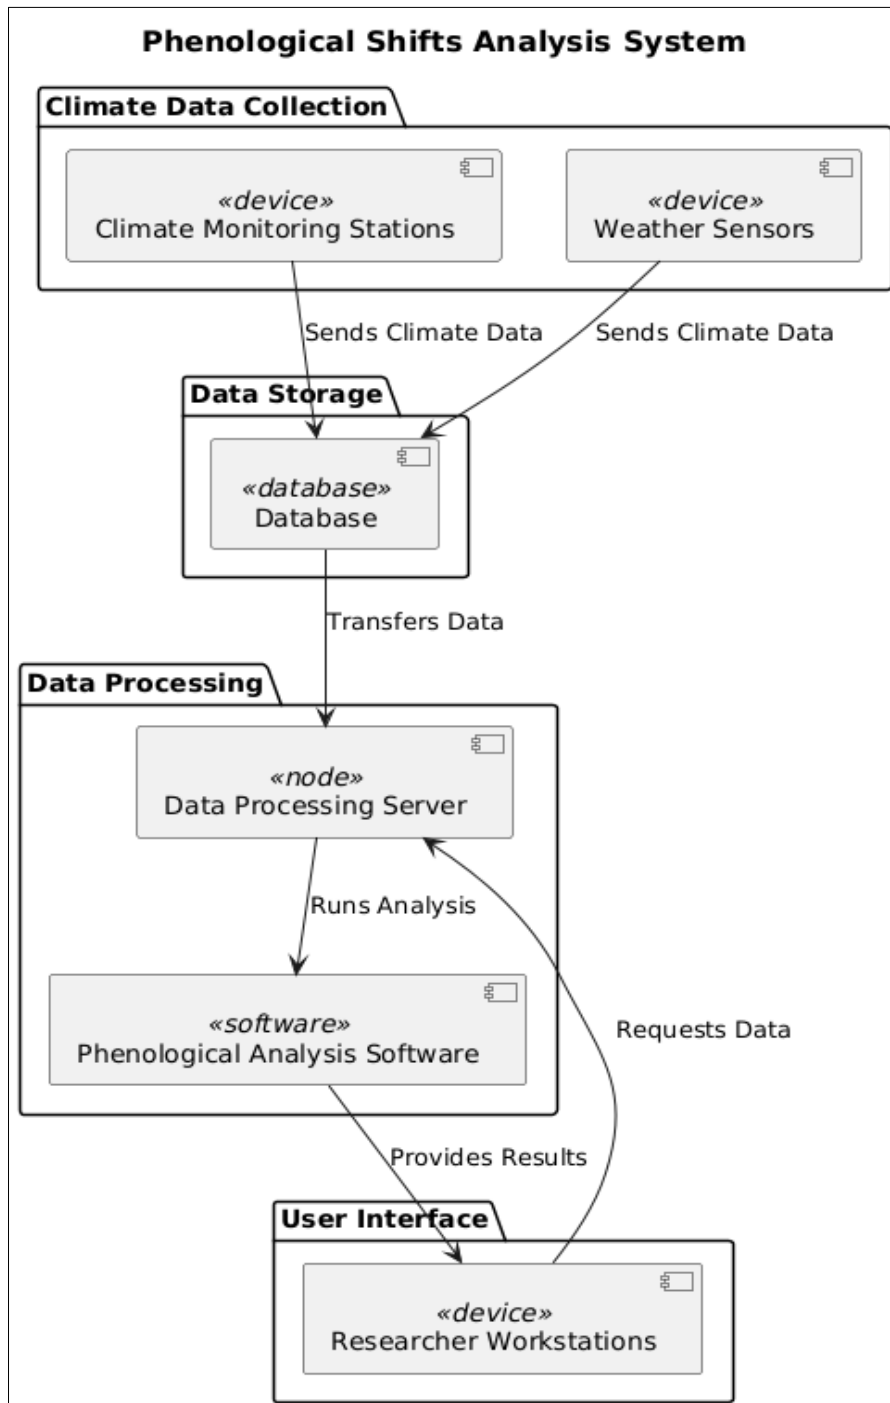 Phenological Shifts Analysis System
Climate Data Collection
«device»
Climate Monitoring Stations
«device»
Weather Sensors
Sends Climate Data
Sends Climate Data
Data Storage
«database»
Database
Transfers Data
Data Processing
«node»
Data Processing Server
Runs Analysis
«software»
Phenological Analysis Software
Requests Data
Provides Results
User Interface
«device»
Researcher Workstations